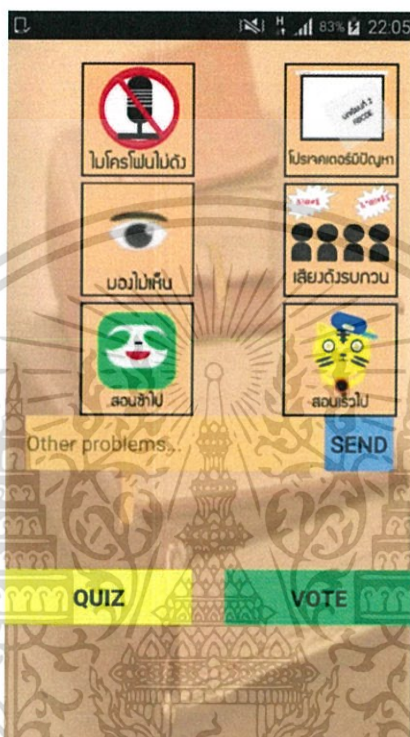 83% 22:05
ไมโครโฟนไม่ดัง
โปรเจคเตอร์มีปัญหา
มองไม่เห็น
เสียงดังรบกวน
สอนช้าไป
สอนเร็วไป
Other problems...
SEND
QUIZ
VOTE